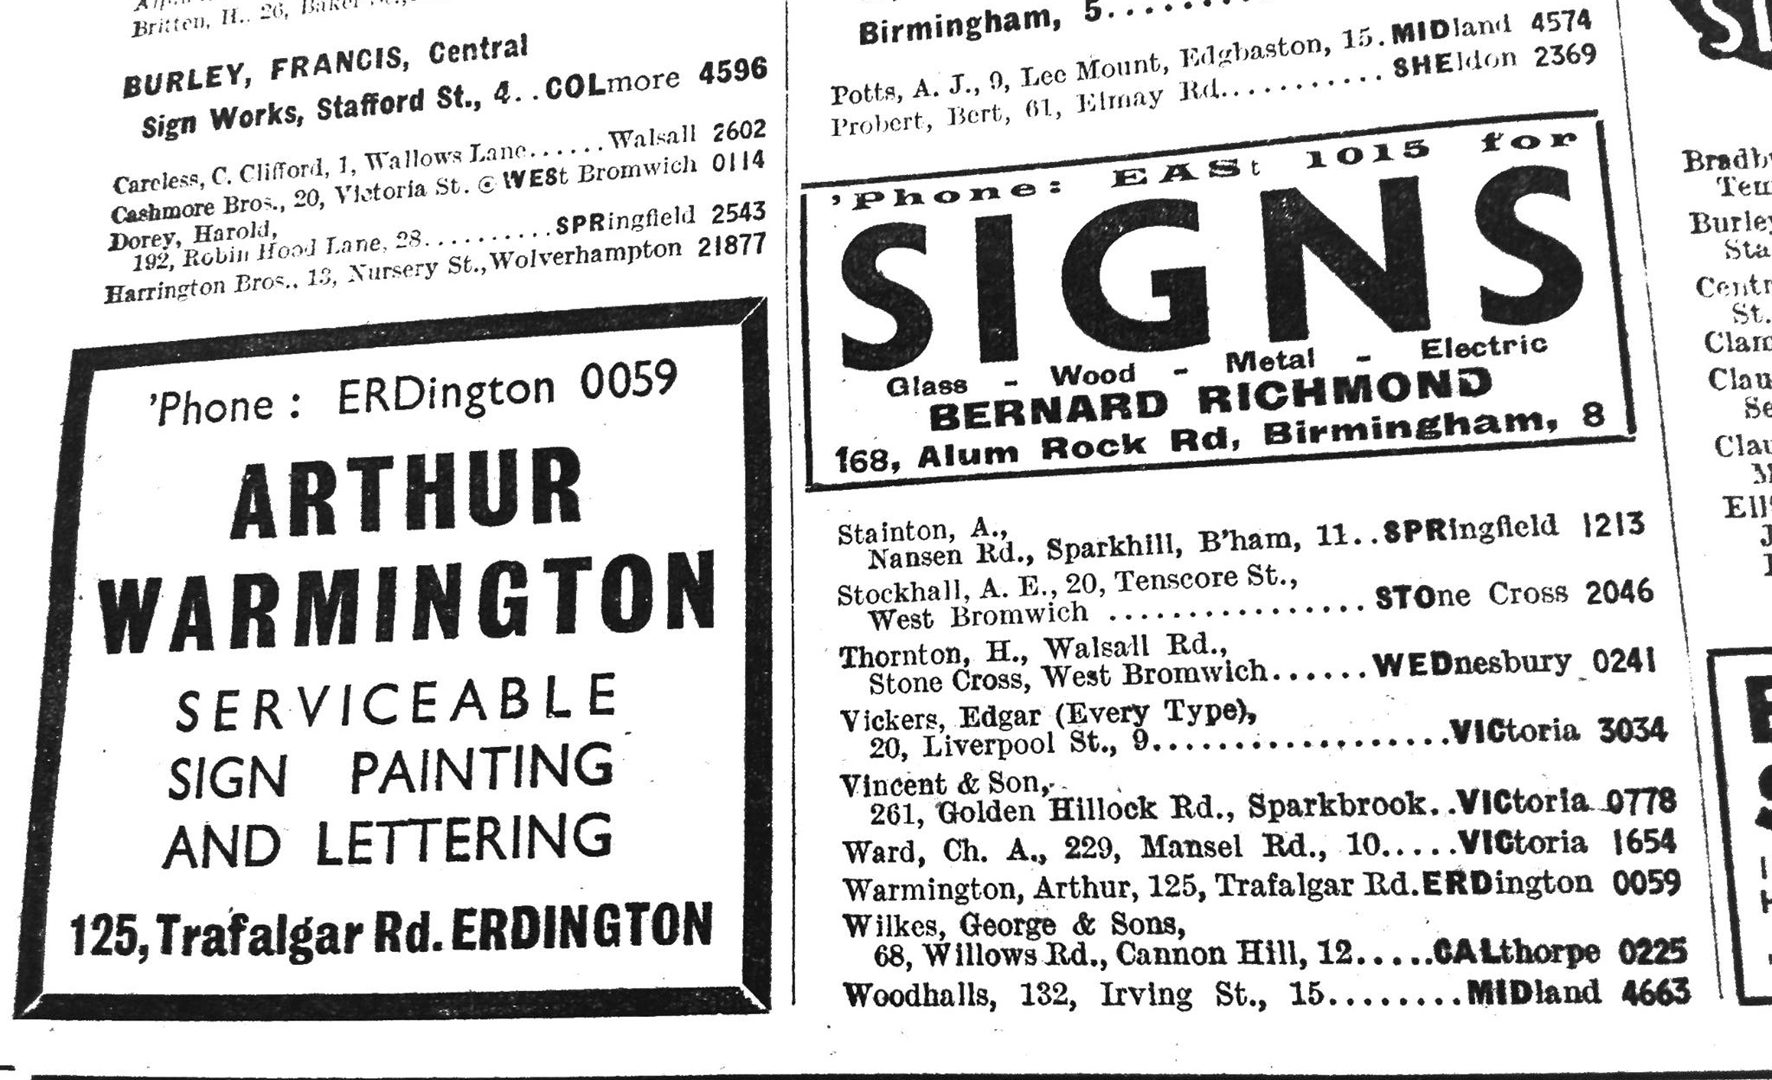 Britten, H., 26,
BURLEY, FRANCIS, Central
Sign Works, Stafford St., 4..COLmore 4596
Careless, C. Clifford, 1, Wallows Lane......Walsall 2602
Cashmore Bros., 20, Victoria St. © WESt Bromwich 0114
Dorey, Harold,
192, Robin Hood Lane, 28..........SPRingfield 2543
Harrington Bros., 13, Nursery St.,Wolverhampton 21877
'Phone : ERDington 0059
ARTHUR
WARMINGTON
SERVICEABLE
SIGN PAINTING
AND LETTERING
125, Trafalgar Rd. ERDINGTON
Birmingham, 5........
Potts, A. J., 9, Lee Mount, Edgbaston, 15.MIDland 4574
Probert, Bert, 61, Elmay Rd...........SHEldon 2369
'Phone: EASt 1015 for
SIGNS
Glass - Wood - Metal - Electric
BERNARD RICHMOND
168, Alum Rock Rd, Birmingham, 8
Stainton, A.,
Nansen Rd., Sparkhill, B'ham, 11..SPRingfield 1213
Stockhall, A. E., 20, Tenscore St.,
West Bromwich ................STOne Cross 2046
Thornton, H., Walsall Rd.,
Stone Cross, West Bromwich......WEDnesbury 0241
Vickers, Edgar (Every Type),
20, Liverpool St., 9..................VICtoria 3034
Vincent & Son,
261, Golden Hillock Rd., Sparkbrook..VICtoria 0778
Ward, Ch. A., 229, Mansel Rd., 10.....VICtoria 1654
Warmington, Arthur, 125, Trafalgar Rd.ERDington 0059
Wilkes, George & Sons,
68, Willows Rd., Cannon Hill, 12.....CALthorpe 0225
Woodhalls, 132, Irving St., 15........MIDland 4663
St.